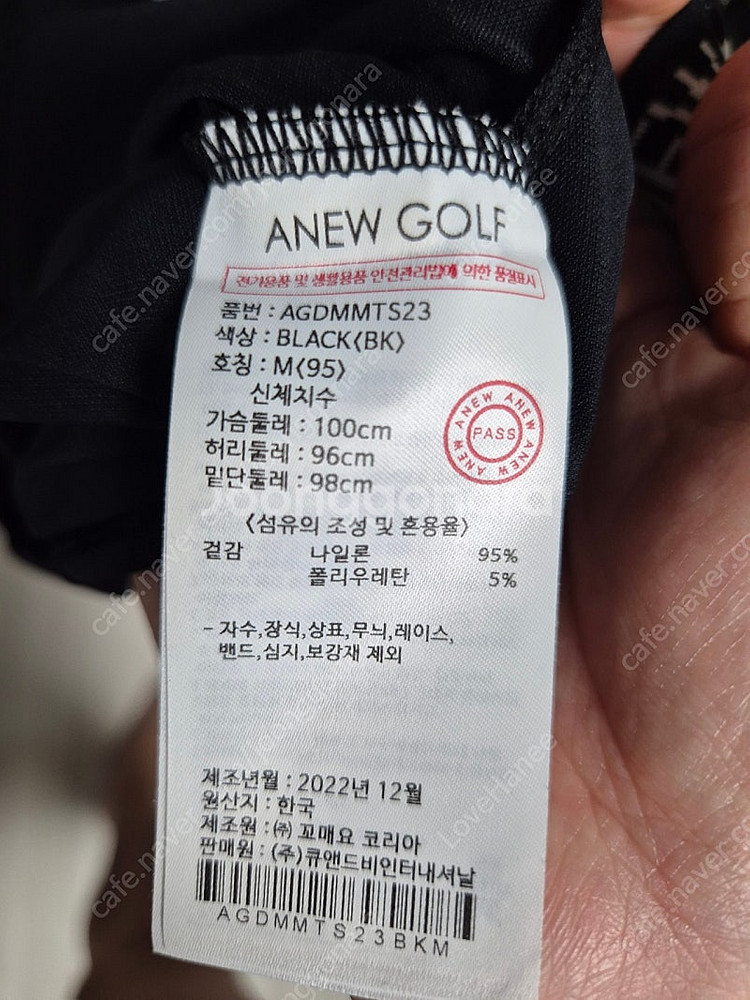 ANEW GOLF
전기용품 및 생활용품 안전관리법에 의한 품질표시
품번 : AGDMMTS23
색상 : BLACK(BK)
호칭 : M(95)
신체치수
가슴둘레 : 100cm
허리둘레 : 96cm
밑단둘레 : 98cm
ANEW ANEW ANEW ANEW
PASS
<섬유의 조성 및 혼용율>
겉감 나일론 95%
폴리우레탄 5%
- 자수,장식,상표,무늬,레이스,
밴드,심지,보강재 제외
제조년월 : 2022년 12월
원산지 : 한국
제조원 : ㈜ 꼬매요 코리아
판매원 : (주)큐앤드비인터내셔날
AGDMMTS23BKM
cafe.naver.com
LoveHanee